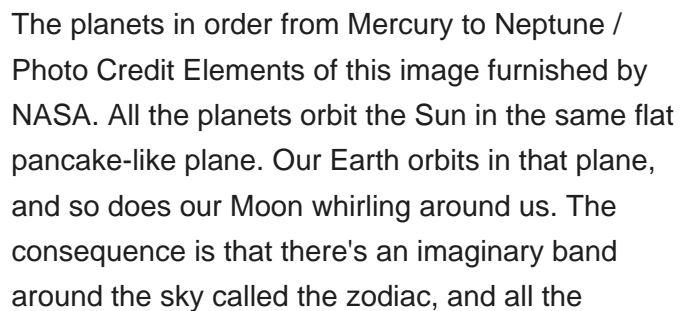 The planets in order from Mercury to Neptune /
Photo Credit Elements of this image furnished by
NASA. All the planets orbit the Sun in the same flat
pancake-like plane. Our Earth orbits in that plane,
and so does our Moon whirling around us. The
consequence is that there's an imaginary band
around the sky called the zodiac, and all the